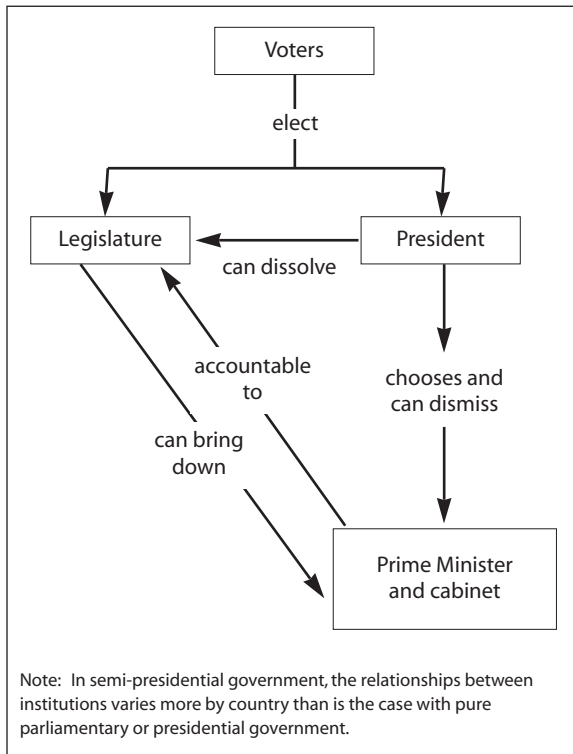 Voters
elect
Legislature
President
can dissolve
accountable
to
chooses and
can dismiss
can bring
down
Prime Minister
and cabinet
Note: In semi-presidential government, the relationships between
institutions varies more by country than is the case with pure
parliamentary or presidential government.